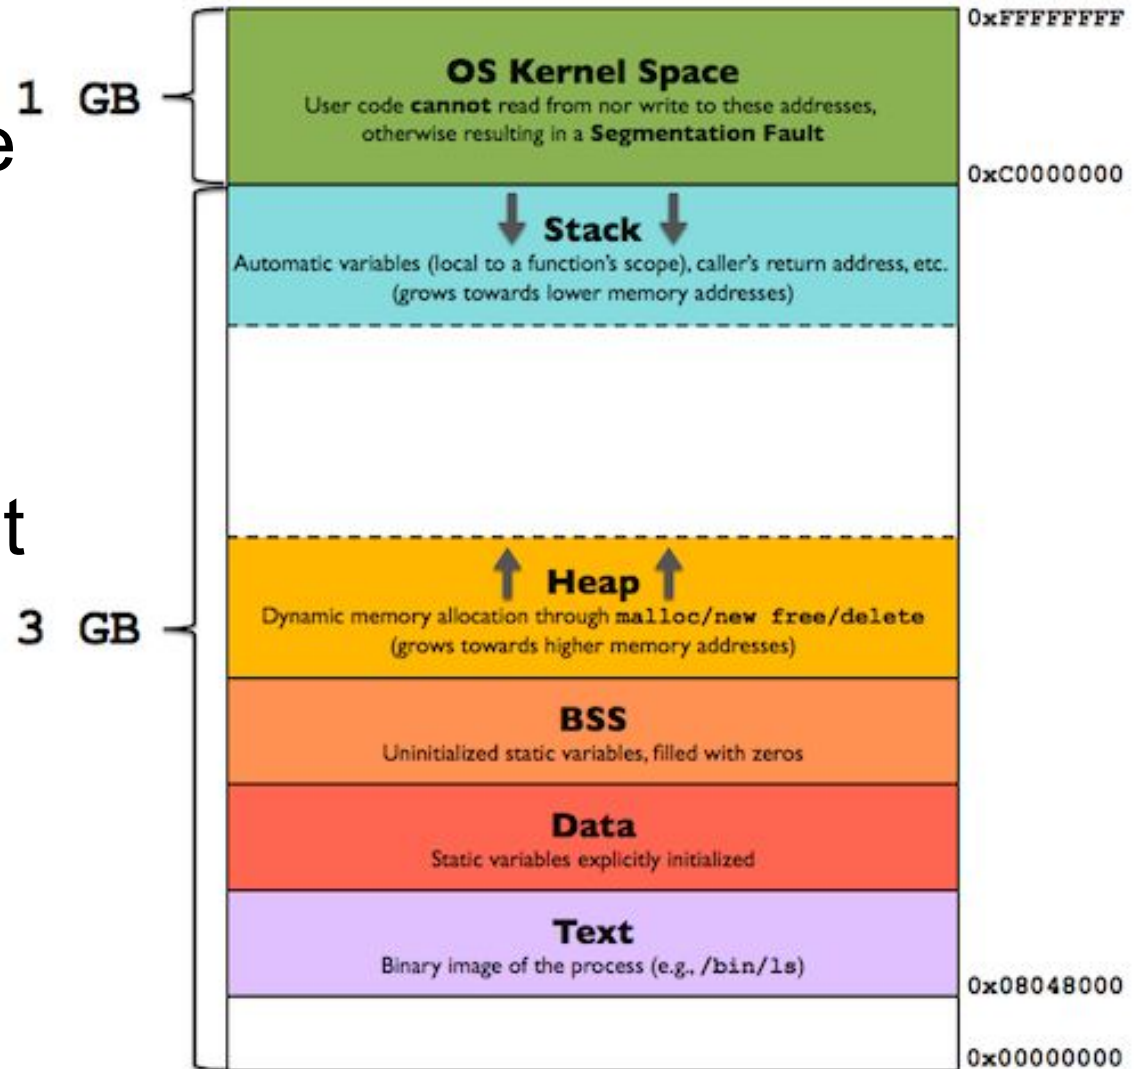 0xFFFFFFFF
OS Kernel Space
User code cannot read from nor write to these addresses,
otherwise resulting in a Segmentation Fault
1 GB
e
0xC0000000
Stack
Automatic variables (local to a function's scope), caller's return address, etc.
(grows towards lower memory addresses)
t
Heap
Dynamic memory allocation through malloc/new free/delete
(grows towards higher memory addresses)
3 GB
BSS
Uninitialized static variables, filled with zeros
Data
Static variables explicitly initialized
Text
Binary image of the process (e.g., /bin/ls)
0x08048000
0x00000000